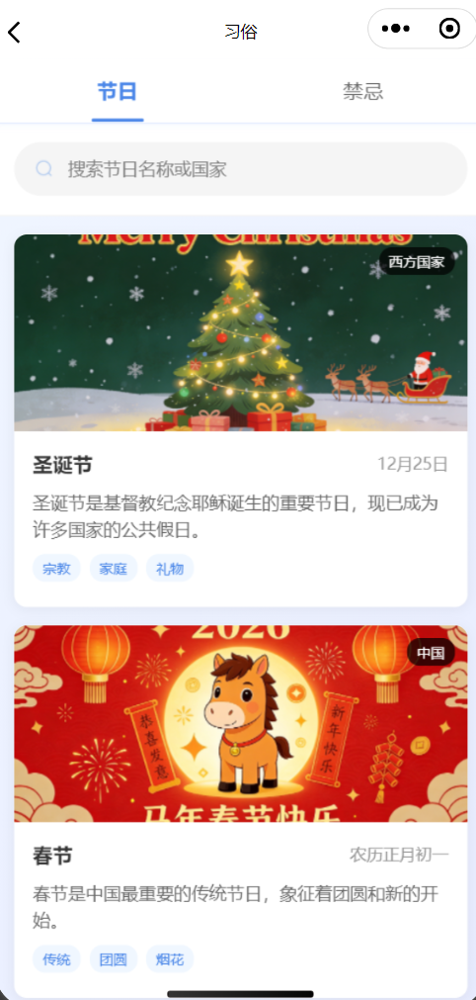 习俗
节日
禁忌
搜索节日名称或国家
Merry Christmas
西方国家
圣诞节
12月25日
圣诞节是基督教纪念耶稣诞生的重要节日，现已成为
许多国家的公共假日。
宗教
家庭
礼物
2026
中国
恭喜发意
新年快乐
马年春节快乐
春节
农历正月初一
春节是中国最重要的传统节日，象征着团圆和新的开
始。
传统
团圆
烟花